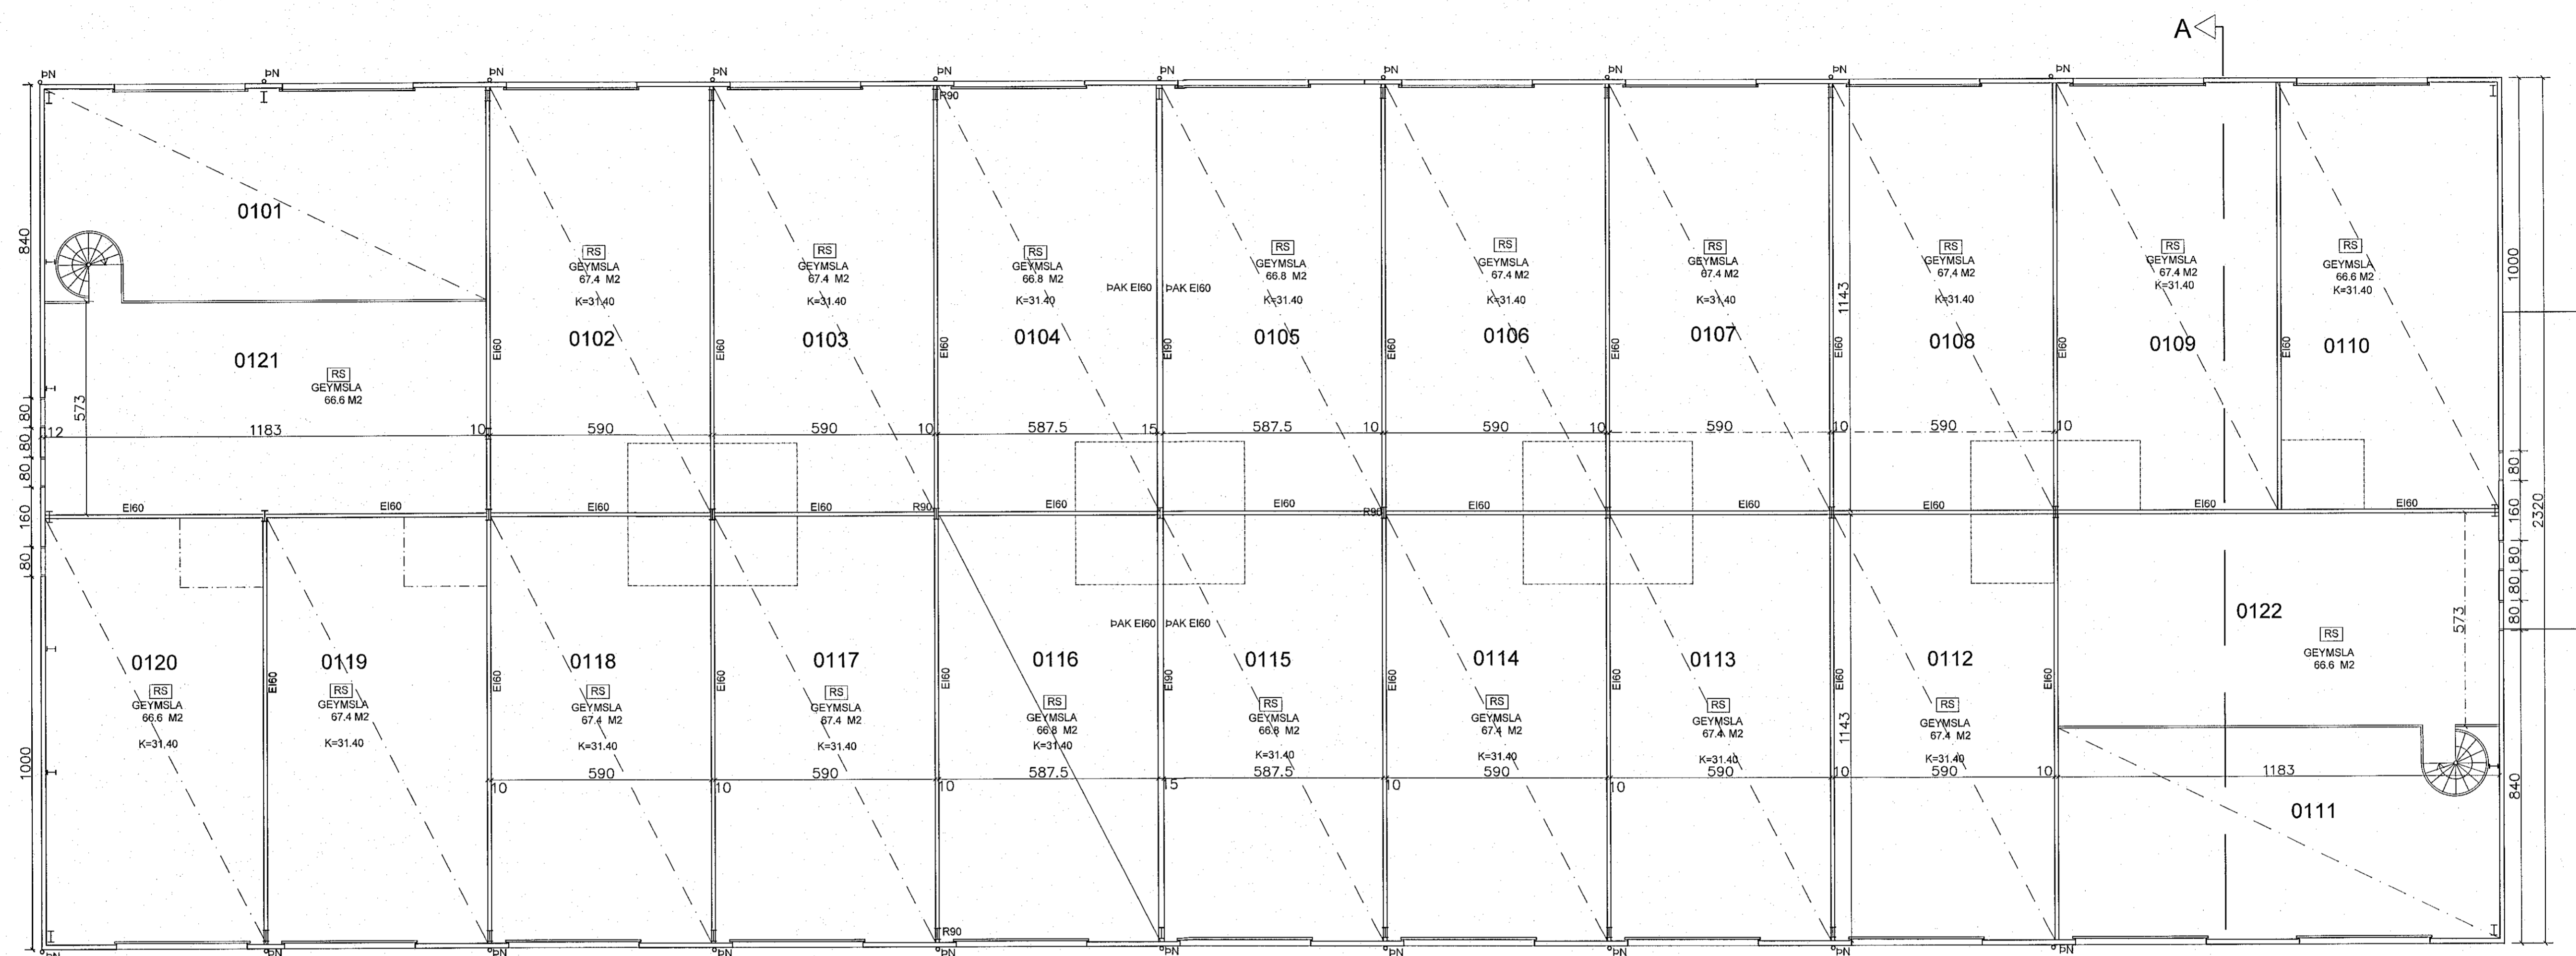 A
ÞN
ÞN
ÞN
ÞN
ÞN
ÞN
ÞN
ÞN
ÞN
ÞN
R90
0101
840
0121
RS
GEYMSLA
66.6 M2
573
RS
GEYMSLA
67.4 M2
K=31.40
0102
RS
GEYMSLA
67.4 M2
K=31.40
0103
RS
GEYMSLA
66.8 M2
K=31.40
0104
ÞAK EI60
ÞAK EI60
RS
GEYMSLA
66.8 M2
K=31.40
0105
RS
GEYMSLA
67.4 M2
K=31.40
0106
RS
GEYMSLA
67.4 M2
K=31.40
0107
1143
RS
GEYMSLA
67.4 M2
K=31.40
0108
RS
GEYMSLA
67.4 M2
K=31.40
0109
RS
GEYMSLA
66.6 M2
K=31.40
0110
1000
EI60
EI60
EI60
EI90
EI60
EI60
EI60
EI60
EI60
12
1183
10
590
590
10
587.5
15
587.5
10
590
10
590
10
590
10
80
80
80
160
80
EI60
EI60
EI60
EI60
R90
EI60
EI60
R90
EI60
EI60
EI60
EI60
EI60
80
160
80
80
80
2320
ÞAK EI60
ÞAK EI60
0120
RS
GEYMSLA
66.6 M2
K=31.40
0119
RS
GEYMSLA
67.4 M2
K=31.40
0118
RS
GEYMSLA
67.4 M2
K=31.40
0117
RS
GEYMSLA
67.4 M2
K=31.40
0116
RS
GEYMSLA
66.8 M2
K=31.40
0115
RS
GEYMSLA
66.8 M2
K=31.40
0114
RS
GEYMSLA
67.4 M2
K=31.40
0113
RS
GEYMSLA
67.4 M2
K=31.40
1143
0112
RS
GEYMSLA
67.4 M2
K=31.40
0122
RS
GEYMSLA
66.6 M2
573
EI60
EI60
EI60
EI60
EI90
EI60
EI60
EI60
EI60
1000
10
590
10
590
10
587.5
15
587.5
10
590
10
590
10
590
10
1183
0111
840
R90
ÞN
ÞN
ÞN
ÞN
ÞN
ÞN
ÞN
ÞN
ÞN
ÞN